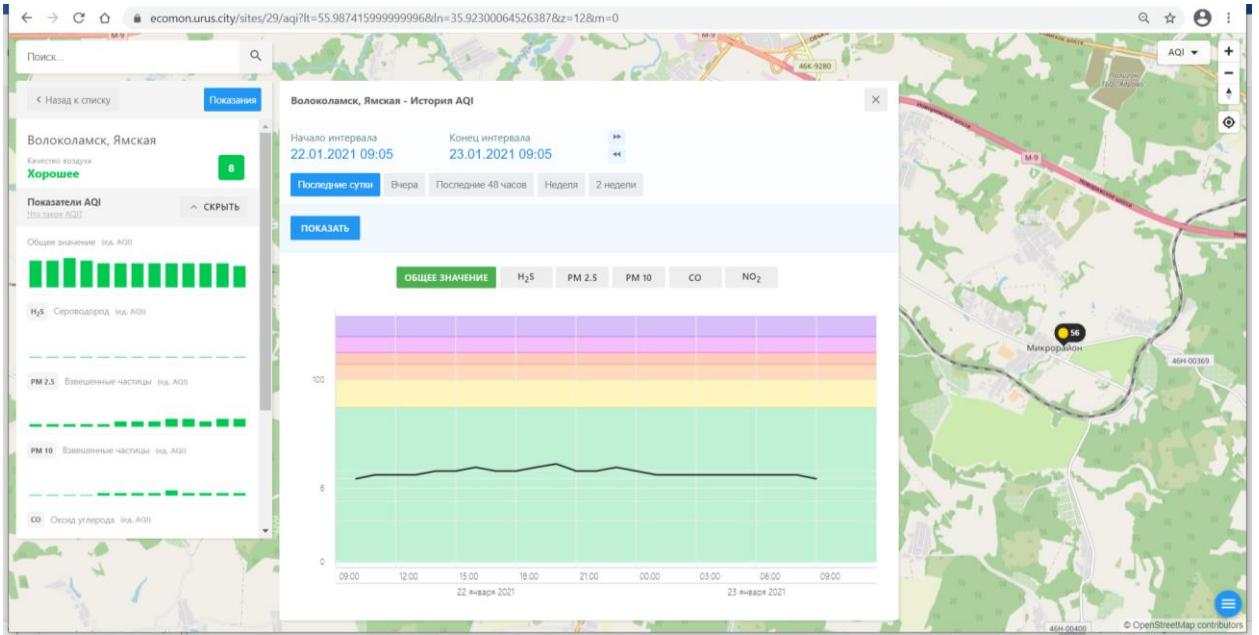 ecomon.urus.city/sites/29/aqi?lt=55.987415999999996&ln=35.92300064526387&z=12&m=0
Поиск...
AQI
M-9
M-9
46К-9280
Новорижское шоссе
M-9
< Назад к списку
Показания
Волоколамск, Ямская
Качество воздуха
Хорошее
8
Показатели AQI
Что такое AQI?
СКРЫТЬ
Общее значение (ед. AQI)
H₂S Сероводород (ед. AQI)
PM 2.5 Взвешенные частицы (ед. AQI)
PM 10 Взвешенные частицы (ед. AQI)
CO Оксид углерода (ед. AQI)
Волоколамск, Ямская - История AQI
Начало интервала
Конец интервала
22.01.2021 09:05
23.01.2021 09:05
Последние сутки
Вчера
Последние 48 часов
Неделя
2 недели
ПОКАЗАТЬ
ОБЩЕЕ ЗНАЧЕНИЕ
H₂S
PM 2.5
PM 10
CO
NO₂
100
6
0
09:00 12:00 15:00 18:00 21:00 00:00 03:00 06:00 09:00
22 января 2021
23 января 2021
56
Микрорайон
46Н-00369
46Н-00400
© OpenStreetMap contributors